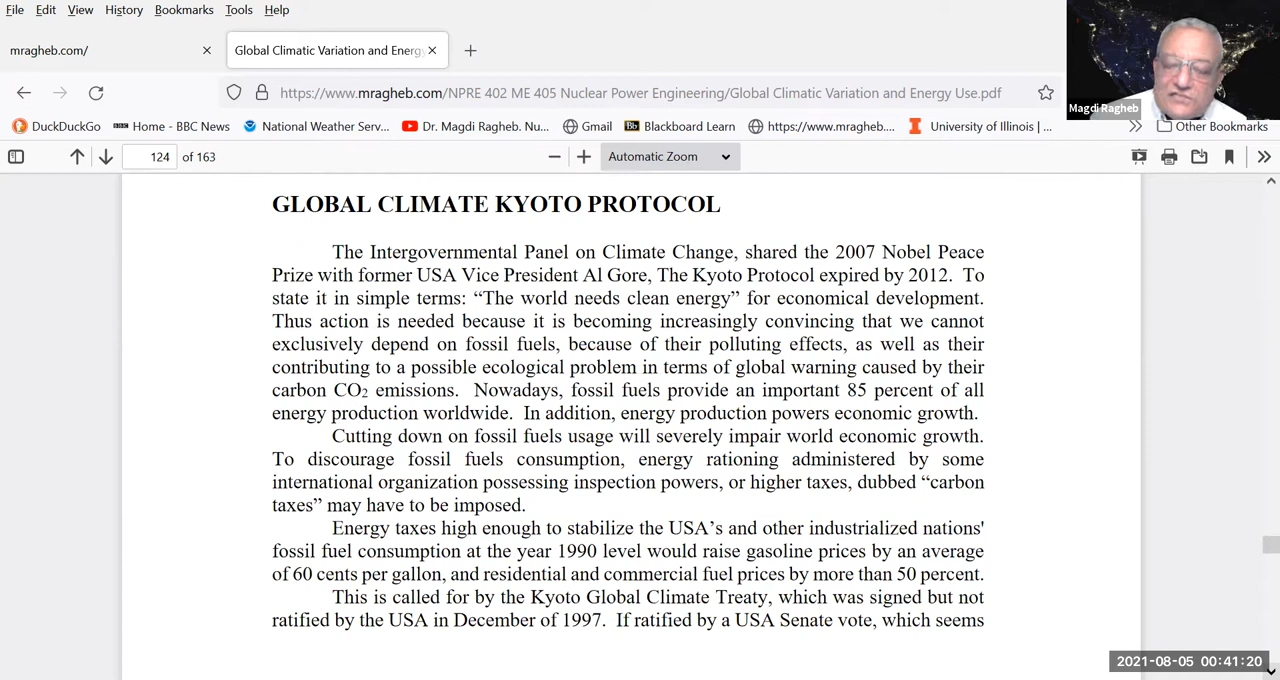 File Edit View History Bookmarks Tools Help
mragheb.com/
Global Climatic Variation and Energy
https://www.mragheb.com/NPRE 402 ME 405 Nuclear Power Engineering/Global Climatic Variation and Energy Use.pdf
Magdi Ragheb
DuckDuckGo BBC Home - BBC News National Weather Serv... Dr. Magdi Ragheb. Nu... Gmail Bb Blackboard Learn https://www.mragheb.... University of Illinois |... Other Bookmarks
124 of 163 Automatic Zoom
GLOBAL CLIMATE KYOTO PROTOCOL
The Intergovernmental Panel on Climate Change, shared the 2007 Nobel Peace
Prize with former USA Vice President Al Gore, The Kyoto Protocol expired by 2012. To
state it in simple terms: “The world needs clean energy” for economical development.
Thus action is needed because it is becoming increasingly convincing that we cannot
exclusively depend on fossil fuels, because of their polluting effects, as well as their
contributing to a possible ecological problem in terms of global warning caused by their
carbon CO2 emissions. Nowadays, fossil fuels provide an important 85 percent of all
energy production worldwide. In addition, energy production powers economic growth.
Cutting down on fossil fuels usage will severely impair world economic growth.
To discourage fossil fuels consumption, energy rationing administered by some
international organization possessing inspection powers, or higher taxes, dubbed “carbon
taxes” may have to be imposed.
Energy taxes high enough to stabilize the USA’s and other industrialized nations'
fossil fuel consumption at the year 1990 level would raise gasoline prices by an average
of 60 cents per gallon, and residential and commercial fuel prices by more than 50 percent.
This is called for by the Kyoto Global Climate Treaty, which was signed but not
ratified by the USA in December of 1997. If ratified by a USA Senate vote, which seems
2021-08-05 00:41:20